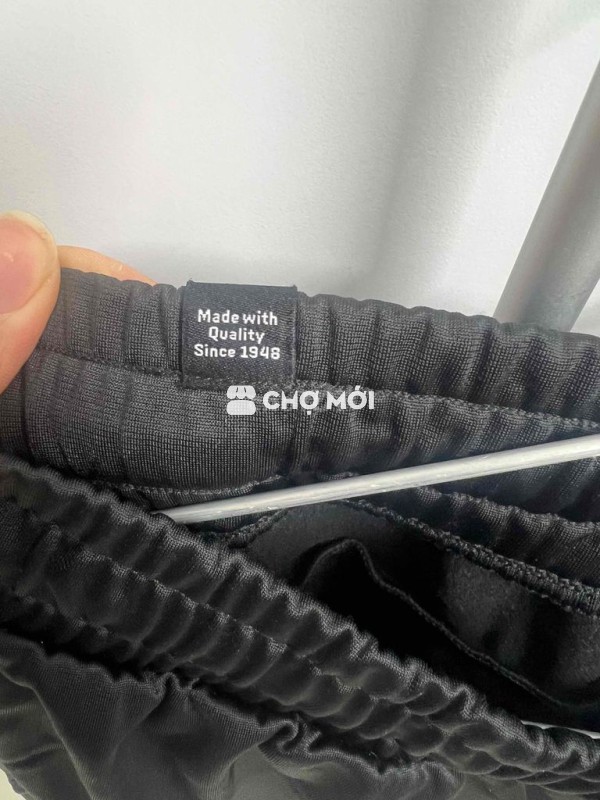 Made with
Quality
Since 1948
CHỢ MỚI